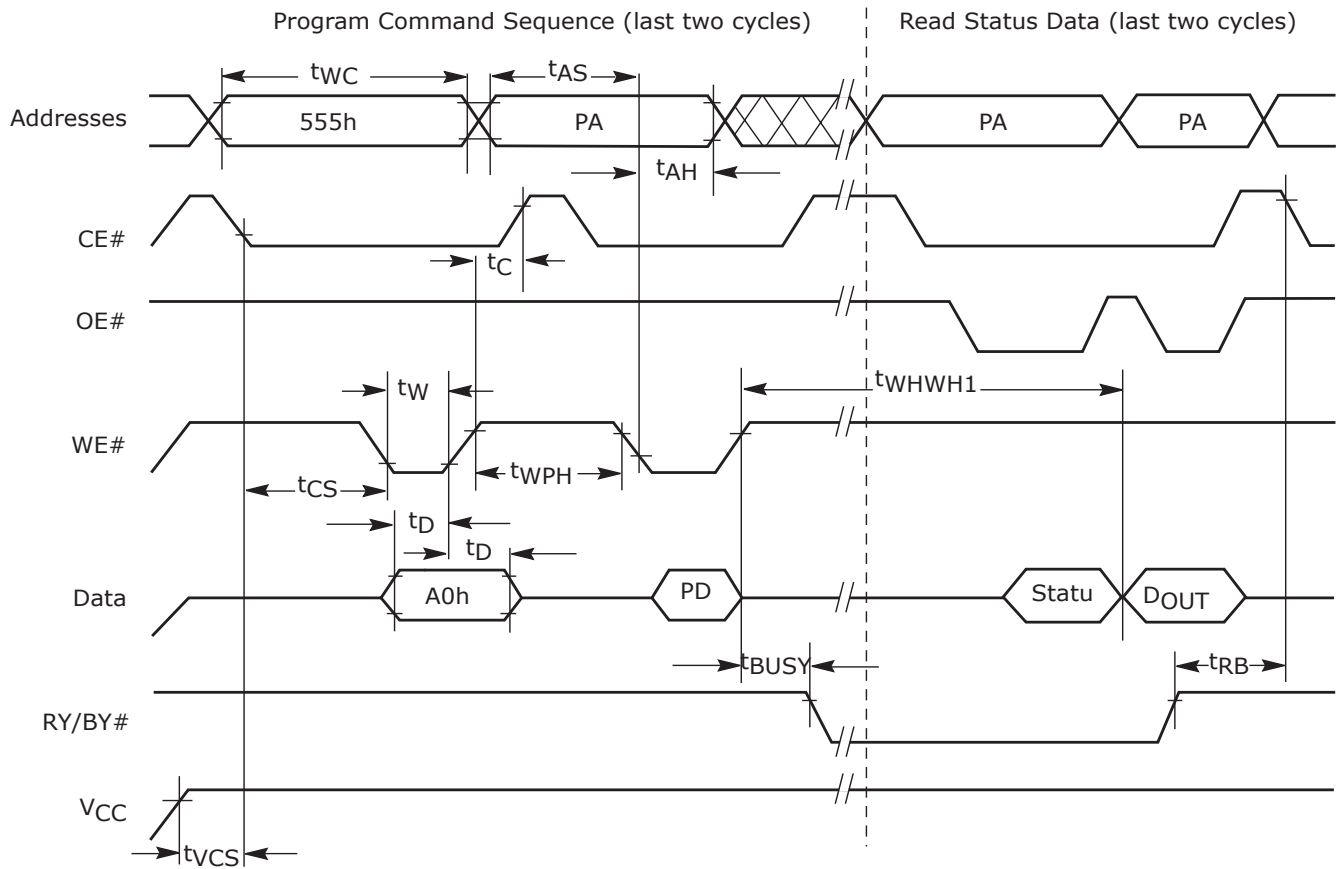 Program Command Sequence (last two cycles)
Read Status Data (last two cycles)
tWC
tAS
Addresses
555h
PA
PA
PA
tAH
CE#
tC
OE#
tW
tWHWH1
WE#
tCS
tWPH
tD
tD
Data
A0h
PD
Statu
DOUT
tBUSY
tRB
RY/BY#
VCC
tVCS